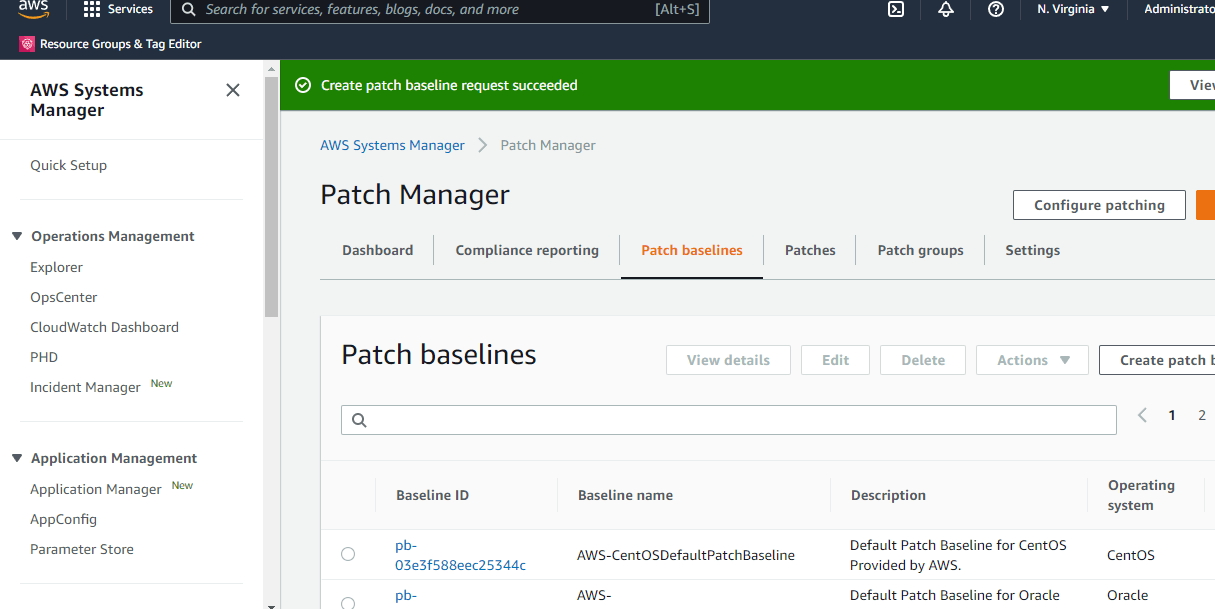 aws
Services
Search for services, features, blogs, docs, and more
[Alt+S]
N. Virginia
Administrato
Resource Groups & Tag Editor
AWS Systems
Manager
Quick Setup
Operations Management
Explorer
OpsCenter
CloudWatch Dashboard
PHD
Incident Manager New
Application Management
Application Manager New
AppConfig
Parameter Store
Create patch baseline request succeeded
View
AWS Systems Manager
Patch Manager
Patch Manager
Configure patching
Dashboard
Compliance reporting
Patch baselines
Patches
Patch groups
Settings
Patch baselines
View details
Edit
Delete
Actions
Create patch b
1
2
Baseline ID
Baseline name
Description
Operating
system
pb-
03e3f588eec25344c
AWS-CentOSDefaultPatchBaseline
Default Patch Baseline for CentOS
Provided by AWS.
CentOS
pb-
AWS-
Default Patch Baseline for Oracle
Oracle